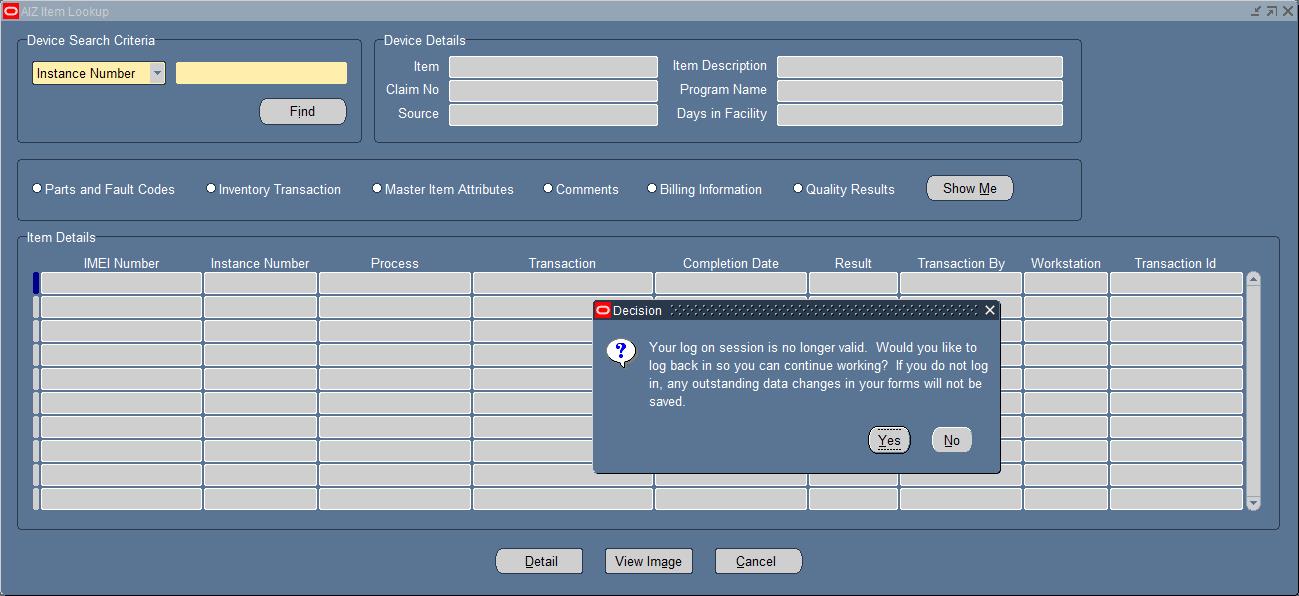 AIZ Item Lookup
Device Search Criteria
Instance Number
Find
Device Details
Item
Item Description
Claim No
Program Name
Source
Days in Facility
Parts and Fault Codes
Inventory Transaction
Master Item Attributes
Comments
Billing Information
Quality Results
Show Me
Item Details
IMEI Number
Instance Number
Process
Transaction
Completion Date
Result
Transaction By
Workstation
Transaction Id
Decision
Your log on session is no longer valid.  Would you like to
log back in so you can continue working?  If you do not log
in, any outstanding data changes in your forms will not be
saved.
Yes
No
Detail
View Image
Cancel